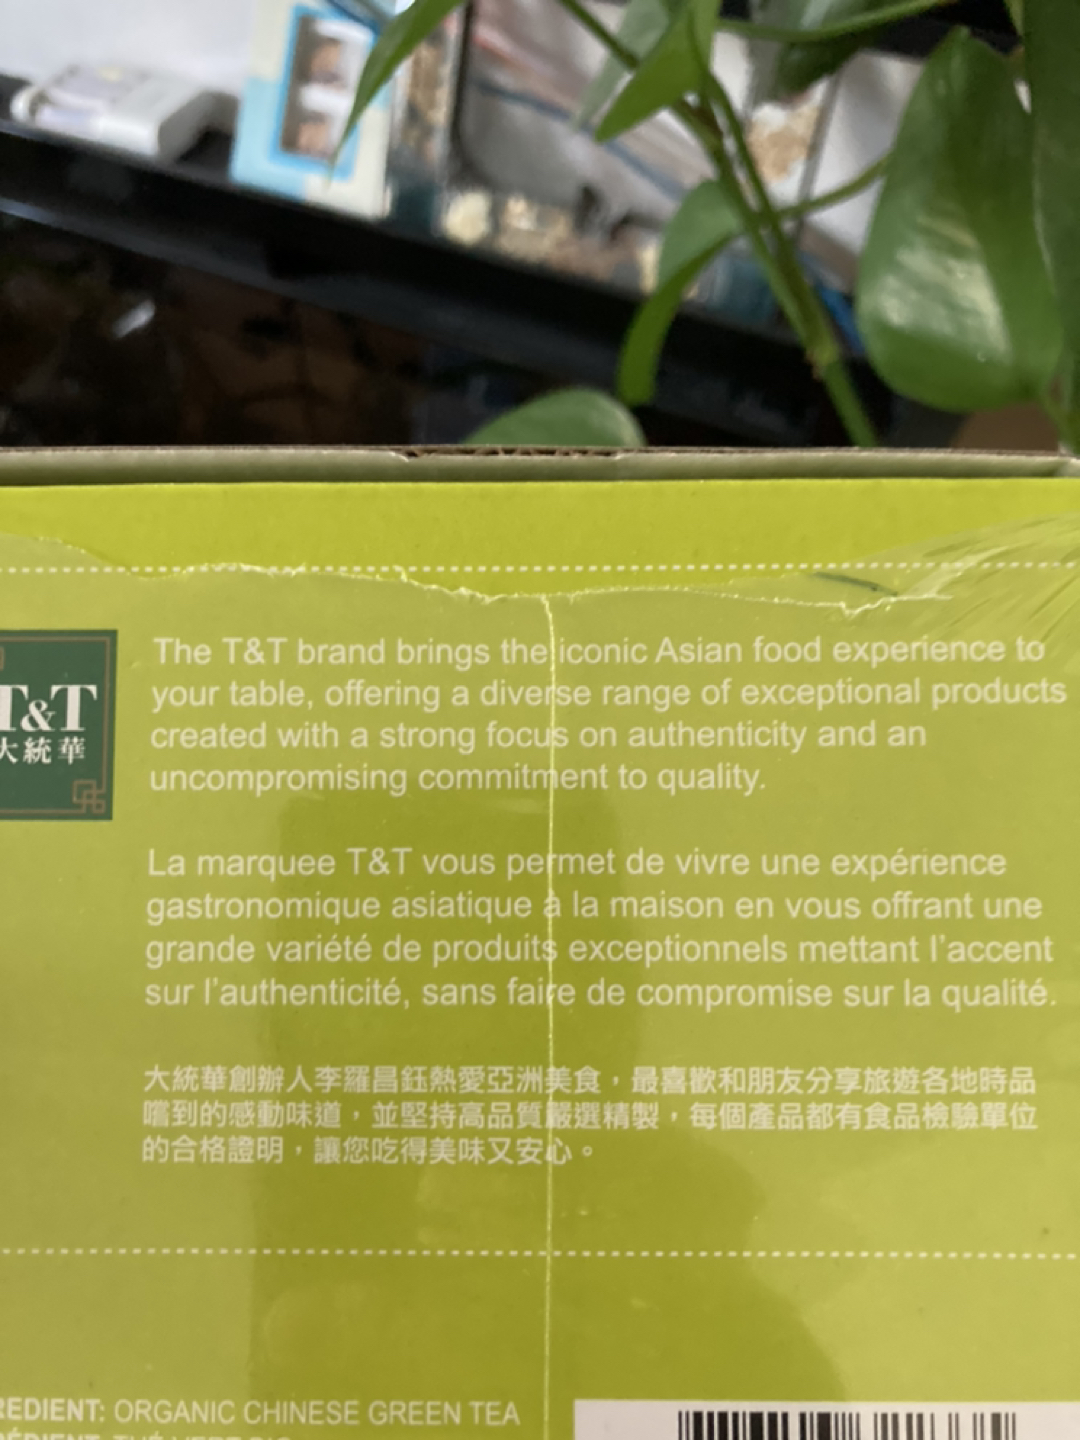 T&T
大統華
The T&T brand brings the iconic Asian food experience to
your table, offering a diverse range of exceptional products
created with a strong focus on authenticity and an
uncompromising commitment to quality.
La marquee T&T vous permet de vivre une expérience
gastronomique asiatique à la maison en vous offrant une
grande variété de produits exceptionnels mettant l'accent
sur l'authenticité, sans faire de compromise sur la qualité.
大統華創辦人李羅昌鈺熱愛亞洲美食，最喜歡和朋友分享旅遊各地時品
嚐到的感動味道，並堅持高品質嚴選精製，每個產品都有食品檢驗單位
的合格證明，讓您吃得美味又安心。
REDIENT: ORGANIC CHINESE GREEN TEA